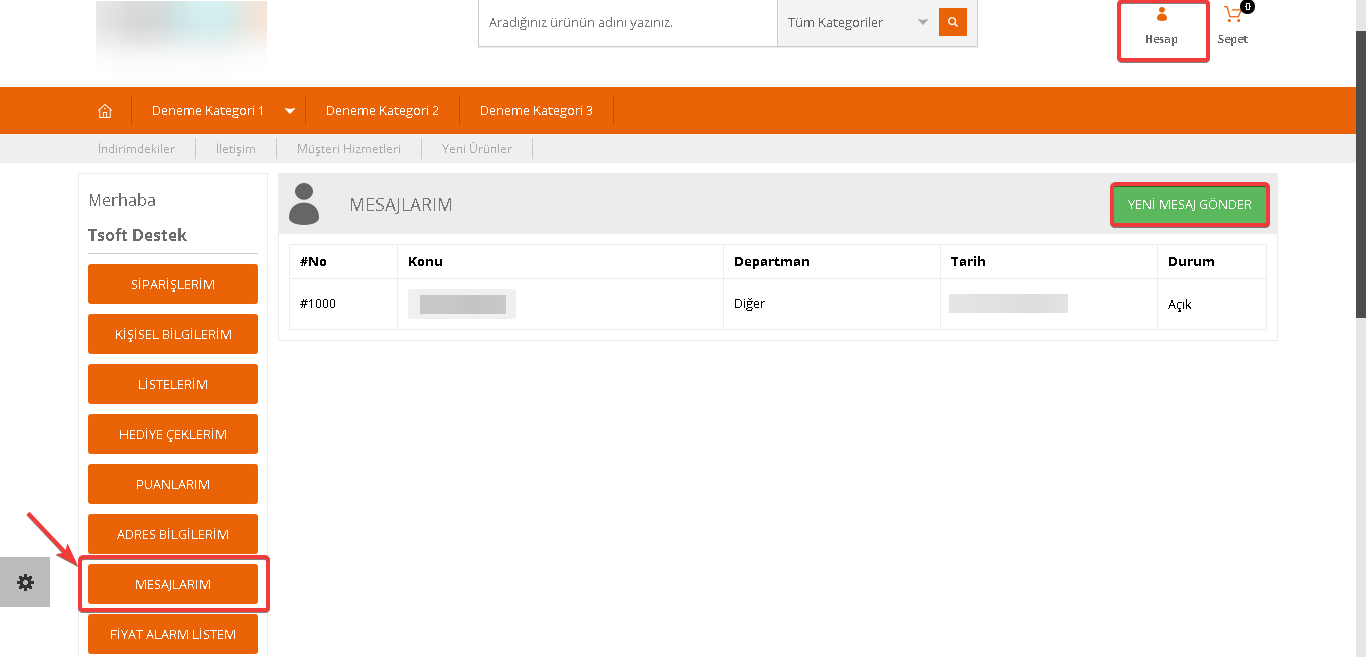 Aradığınız ürünün adını yazınız.
Tüm Kategoriler
Hesap
0
Sepet
Deneme Kategori 1
Deneme Kategori 2
Deneme Kategori 3
İndirimdekiler
İletişim
Müşteri Hizmetleri
Yeni Ürünler
Merhaba
Tsoft Destek
SİPARİŞLERİM
KİŞİSEL BİLGİLERİM
LİSTELERİM
HEDİYE ÇEKLERİM
PUANLARIM
ADRES BİLGİLERİM
MESAJLARIM
FİYAT ALARM LİSTEM
MESAJLARIM
YENİ MESAJ GÖNDER
#No Konu Departman Tarih Durum
#1000 Diğer Açık